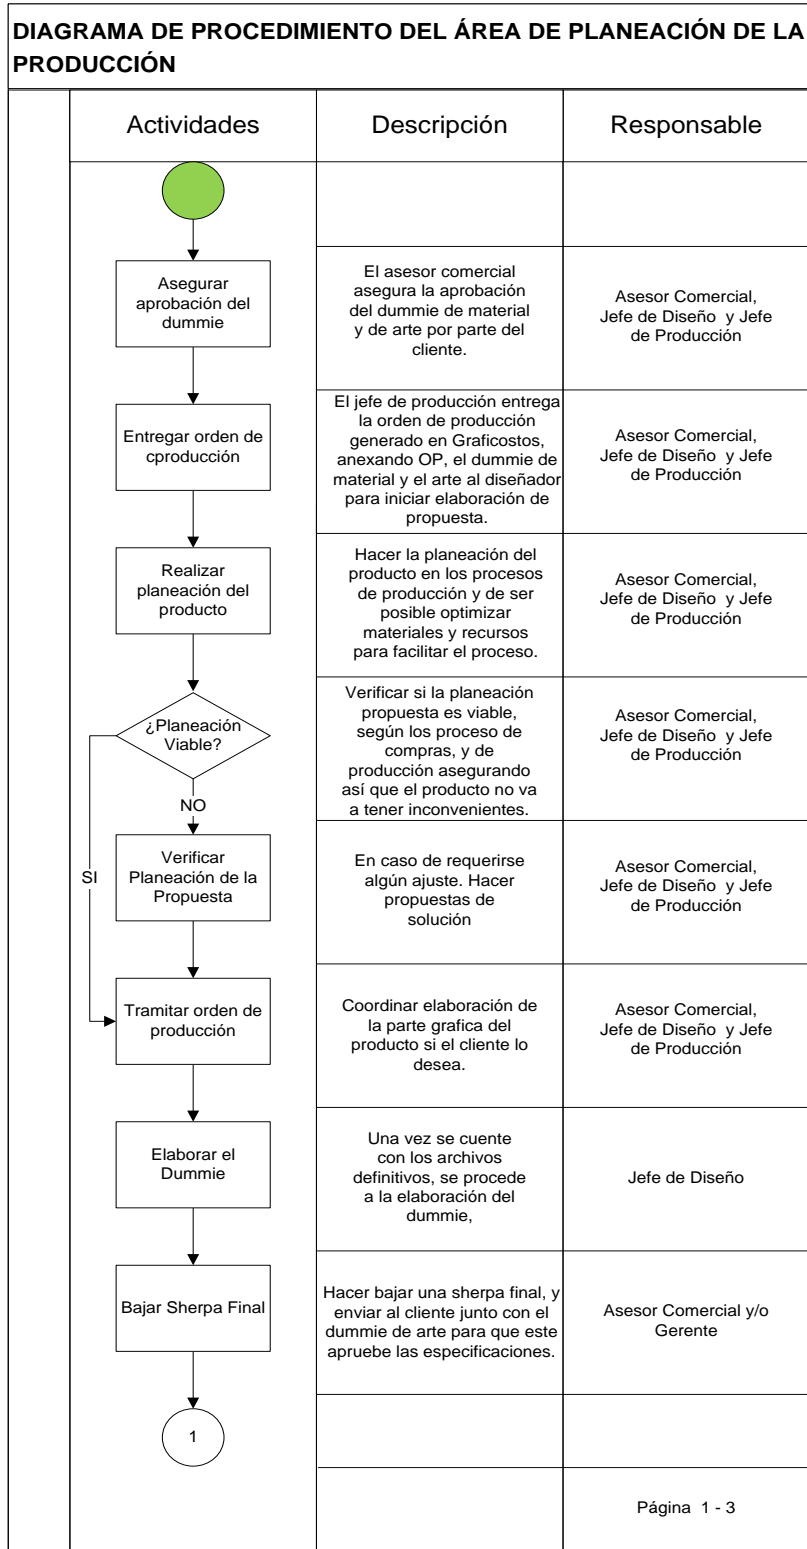 DIAGRAMA DE PROCEDIMIENTO DEL ÁREA DE PLANEACIÓN DE LA
PRODUCCIÓN
Actividades
Descripción
Responsable
Asegurar
aprobación del
dummie
El asesor comercial
asegura la aprobación
del dummie de material
y de arte por parte del
cliente.
Asesor Comercial,
Jefe de Diseño y Jefe
de Producción
Entregar orden de
cproducción
El jefe de producción entrega
la orden de producción
generado en Graficostos,
anexando OP, el dummie de
material y el arte al diseñador
para iniciar elaboración de
propuesta.
Asesor Comercial,
Jefe de Diseño y Jefe
de Producción
Realizar
planeación del
producto
Hacer la planeación del
producto en los procesos
de producción y de ser
posible optimizar
materiales y recursos
para facilitar el proceso.
Asesor Comercial,
Jefe de Diseño y Jefe
de Producción
¿Planeación
Viable?
Verificar si la planeación
propuesta es viable,
según los proceso de
compras, y de
producción asegurando
así que el producto no va
a tener inconvenientes.
Asesor Comercial,
Jefe de Diseño y Jefe
de Producción
NO
SI
Verificar
Planeación de la
Propuesta
En caso de requerirse
algún ajuste. Hacer
propuestas de
solución
Asesor Comercial,
Jefe de Diseño y Jefe
de Producción
Tramitar orden de
producción
Coordinar elaboración de
la parte grafica del
producto si el cliente lo
desea.
Asesor Comercial,
Jefe de Diseño y Jefe
de Producción
Elaborar el
Dummie
Una vez se cuente
con los archivos
definitivos, se procede
a la elaboración del
dummie,
Jefe de Diseño
Bajar Sherpa Final
Hacer bajar una sherpa final, y
enviar al cliente junto con el
dummie de arte para que este
apruebe las especificaciones.
Asesor Comercial y/o
Gerente
1
Página 1 - 3